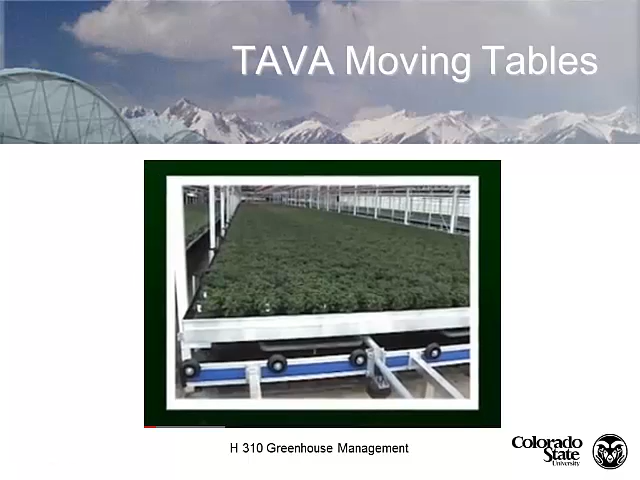 TAVA Moving Tables
H 310 Greenhouse Management
Colorado
State
University